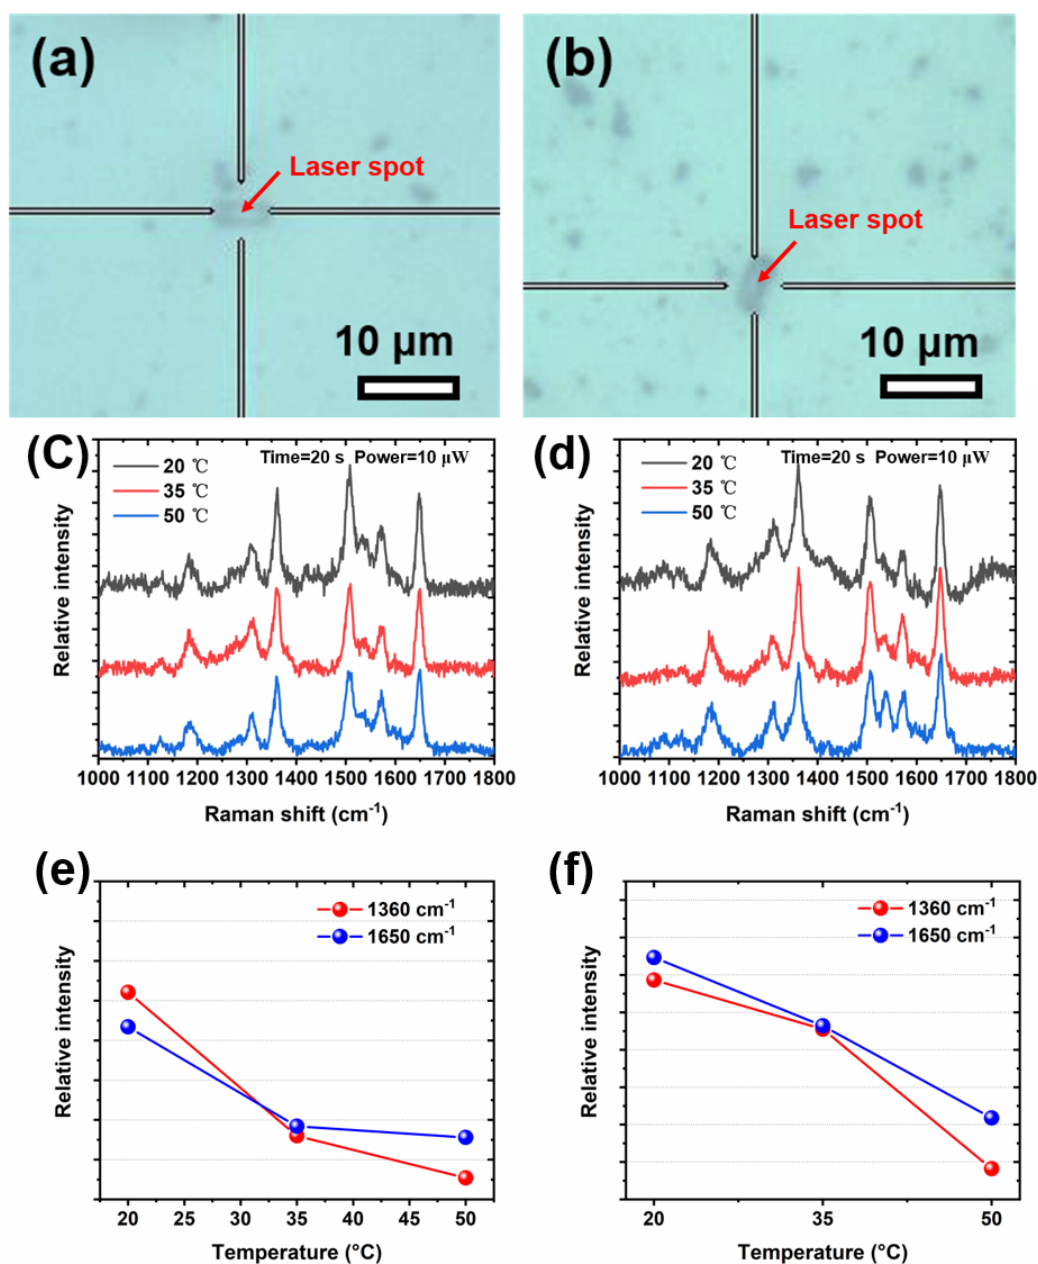 (a)
Laser spot
10 μm
(b)
Laser spot
10 μm
(C)
20 ℃
35 ℃
50 ℃
Time=20 s Power=10 μW
Relative intensity
1000 1100 1200 1300 1400 1500 1600 1700 1800
Raman shift (cm⁻¹)
(d)
20 ℃
35 ℃
50 ℃
Time=20 s Power=10 μW
Relative intensity
1000 1100 1200 1300 1400 1500 1600 1700 1800
Raman shift (cm⁻¹)
(e)
1360 cm⁻¹
1650 cm⁻¹
Relative intensity
20 25 30 35 40 45 50
Temperature (°C)
(f)
1360 cm⁻¹
1650 cm⁻¹
Relative intensity
20 35 50
Temperature (°C)